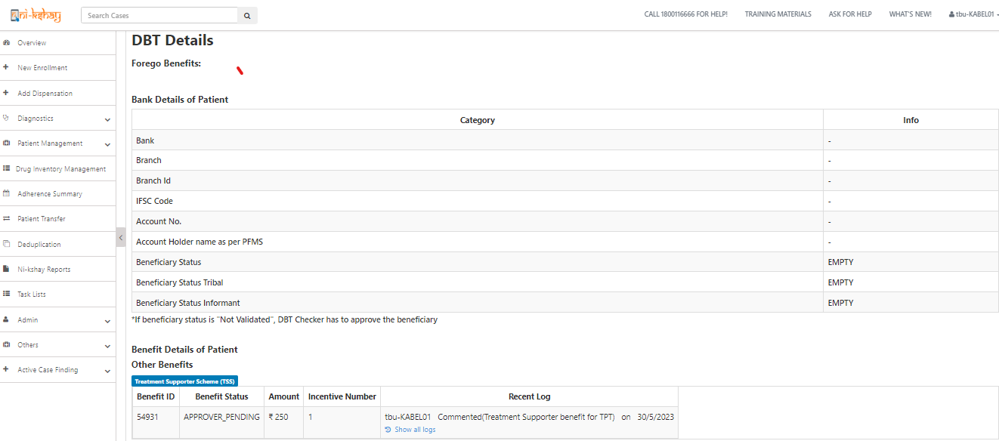 ni-kshay
Search Cases
CALL 1800116666 FOR HELP! TRAINING MATERIALS ASK FOR HELP WHAT'S NEW! tbu-KABEL01
Overview
New Enrollment
Add Dispensation
Diagnostics
Patient Management
Drug Inventory Management
Adherence Summary
Patient Transfer
Deduplication
Ni-kshay Reports
Task Lists
Admin
Others
Active Case Finding
DBT Details
Forego Benefits:
Bank Details of Patient
Category Info
Bank -
Branch -
Branch Id -
IFSC Code -
Account No. -
Account Holder name as per PFMS -
Beneficiary Status EMPTY
Beneficiary Status Tribal EMPTY
Beneficiary Status Informant EMPTY
*If beneficiary status is "Not Validated", DBT Checker has to approve the beneficiary
Benefit Details of Patient
Other Benefits
Treatment Supporter Scheme (TSS)
Benefit ID Benefit Status Amount Incentive Number Recent Log
54931 APPROVER_PENDING ₹ 250 1 tbu-KABEL01 Commented(Treatment Supporter benefit for TPT) on 30/5/2023
Show all logs